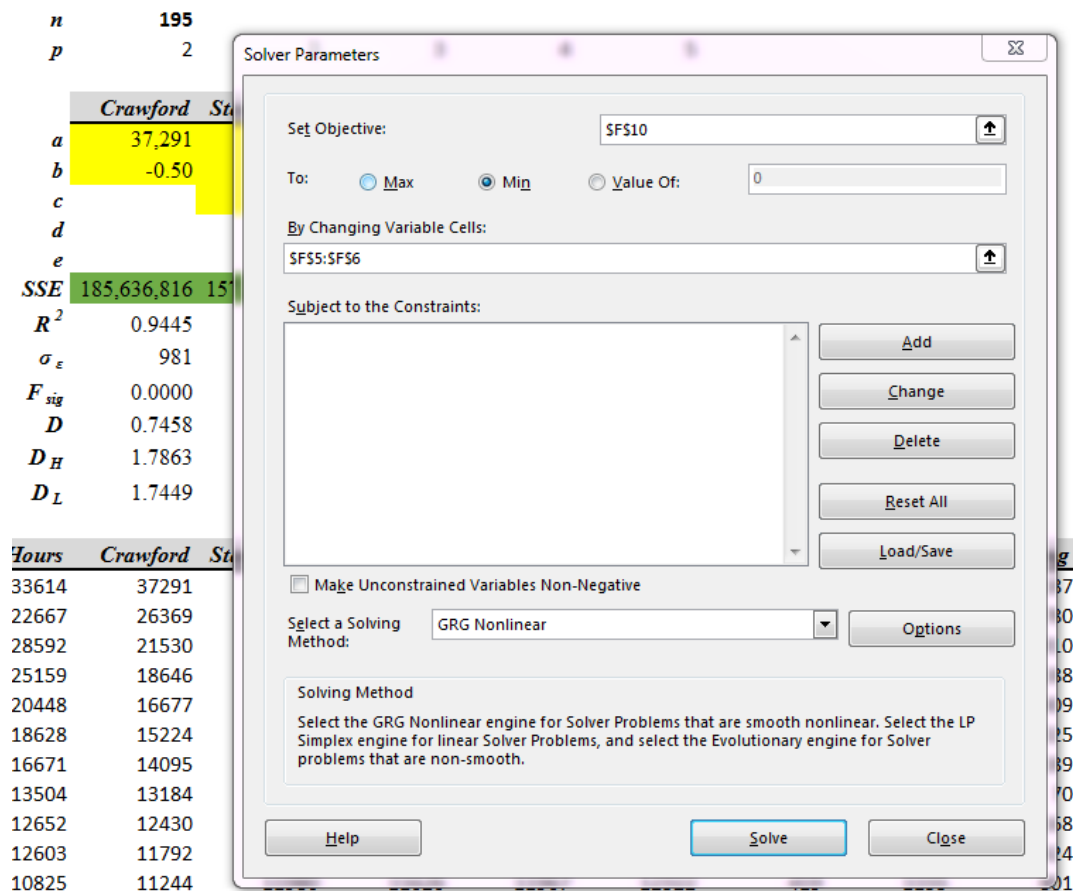 n 195
p 2
Solver Parameters
Crawford
a 37,291
b -0.50
c
d
e
SSE 185,636,816
R 2 0.9445
σ ε 981
F sig 0.0000
D 0.7458
D H 1.7863
D L 1.7449
Set Objective: $F$10
To: Max Min Value Of: 0
By Changing Variable Cells:
$F$5:$F$6
Subject to the Constraints:
Add
Change
Delete
Reset All
Load/Save
Make Unconstrained Variables Non-Negative
Select a Solving Method: GRG Nonlinear Options
Solving Method
Select the GRG Nonlinear engine for Solver Problems that are smooth nonlinear. Select the LP
Simplex engine for linear Solver Problems, and select the Evolutionary engine for Solver
problems that are non-smooth.
Help Solve Close
Hours Crawford
33614 37291
22667 26369
28592 21530
25159 18646
20448 16677
18628 15224
16671 14095
13504 13184
12652 12430
12603 11792
10825 11244